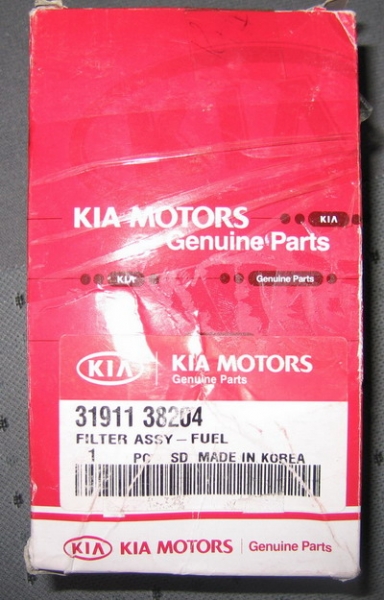 KIA MOTORS
Genuine Parts
KIA
KIA
Genuine Parts
KIA KIA MOTORS
Genuine Parts
31911 38204
FILTER ASSY-FUEL
1 PC SD MADE IN KOREA
KIA KIA MOTORS Genuine Parts